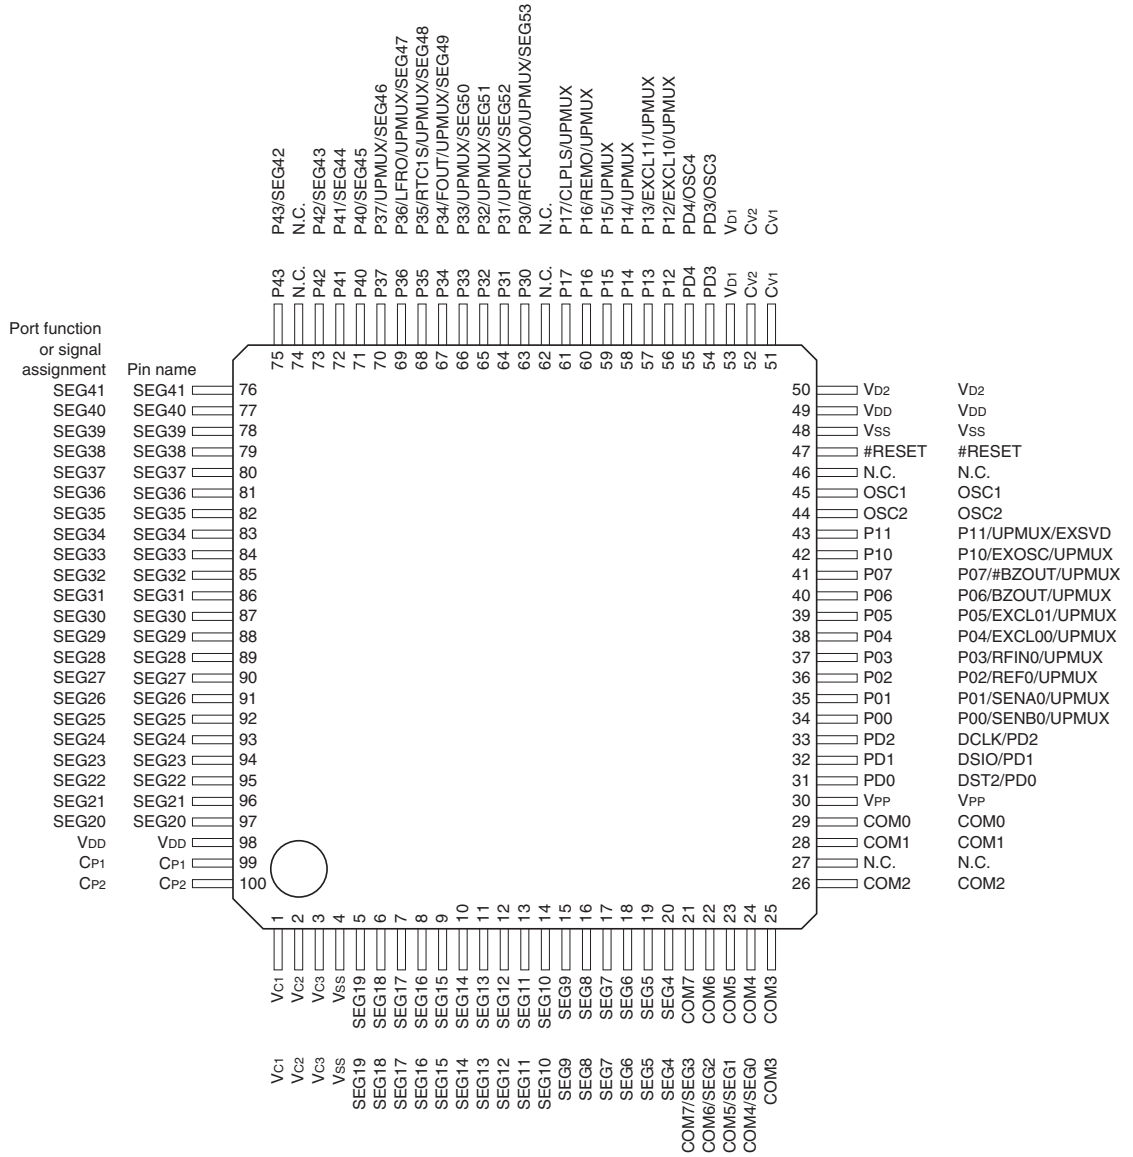 P43/SEG42
N.C.
P42/SEG43
P41/SEG44
P40/SEG45
P37/UPMUX/SEG46
P36/LFRO/UPMUX/SEG47
P35/RTC1S/UPMUX/SEG48
P34/FOUT/UPMUX/SEG49
P33/UPMUX/SEG50
P32/UPMUX/SEG51
P31/UPMUX/SEG52
P30/RFCLKO0/UPMUX/SEG53
N.C.
P17/CLPLS/UPMUX
P16/REMO/UPMUX
P15/UPMUX
P14/UPMUX
P13/EXCL11/UPMUX
P12/EXCL10/UPMUX
PD4/OSC4
PD3/OSC3
VD1
CV2
CV1
P43
N.C.
P42
P41
P40
P37
P36
P35
P34
P33
P32
P31
P30
N.C.
P17
P16
P15
P14
P13
P12
PD4
PD3
VD1
CV2
CV1
75
74
73
72
71
70
69
68
67
66
65
64
63
62
61
60
59
58
57
56
55
54
53
52
51
Port function
or signal
assignment
Pin name
SEG41 SEG41 76
SEG40 SEG40 77
SEG39 SEG39 78
SEG38 SEG38 79
SEG37 SEG37 80
SEG36 SEG36 81
SEG35 SEG35 82
SEG34 SEG34 83
SEG33 SEG33 84
SEG32 SEG32 85
SEG31 SEG31 86
SEG30 SEG30 87
SEG29 SEG29 88
SEG28 SEG28 89
SEG27 SEG27 90
SEG26 SEG26 91
SEG25 SEG25 92
SEG24 SEG24 93
SEG23 SEG23 94
SEG22 SEG22 95
SEG21 SEG21 96
SEG20 SEG20 97
VDD VDD 98
CP1 CP1 99
CP2 CP2 100
50 VD2 VD2
49 VDD VDD
48 VSS VSS
47 #RESET #RESET
46 N.C. N.C.
45 OSC1 OSC1
44 OSC2 OSC2
43 P11 P11/UPMUX/EXSVD
42 P10 P10/EXOSC/UPMUX
41 P07 P07/#BZOUT/UPMUX
40 P06 P06/BZOUT/UPMUX
39 P05 P05/EXCL01/UPMUX
38 P04 P04/EXCL00/UPMUX
37 P03 P03/RFIN0/UPMUX
36 P02 P02/REF0/UPMUX
35 P01 P01/SENA0/UPMUX
34 P00 P00/SENB0/UPMUX
33 PD2 DCLK/PD2
32 PD1 DSIO/PD1
31 PD0 DST2/PD0
30 VPP VPP
29 COM0 COM0
28 COM1 COM1
27 N.C. N.C.
26 COM2 COM2
1
2
3
4
5
6
7
8
9
10
11
12
13
14
15
16
17
18
19
20
21
22
23
24
25
VC1
VC2
VC3
VSS
SEG19
SEG18
SEG17
SEG16
SEG15
SEG14
SEG13
SEG12
SEG11
SEG10
SEG9
SEG8
SEG7
SEG6
SEG5
SEG4
COM7
COM6
COM5
COM4
COM3
VC1
VC2
VC3
VSS
SEG19
SEG18
SEG17
SEG16
SEG15
SEG14
SEG13
SEG12
SEG11
SEG10
SEG9
SEG8
SEG7
SEG6
SEG5
SEG4
COM7/SEG3
COM6/SEG2
COM5/SEG1
COM4/SEG0
COM3